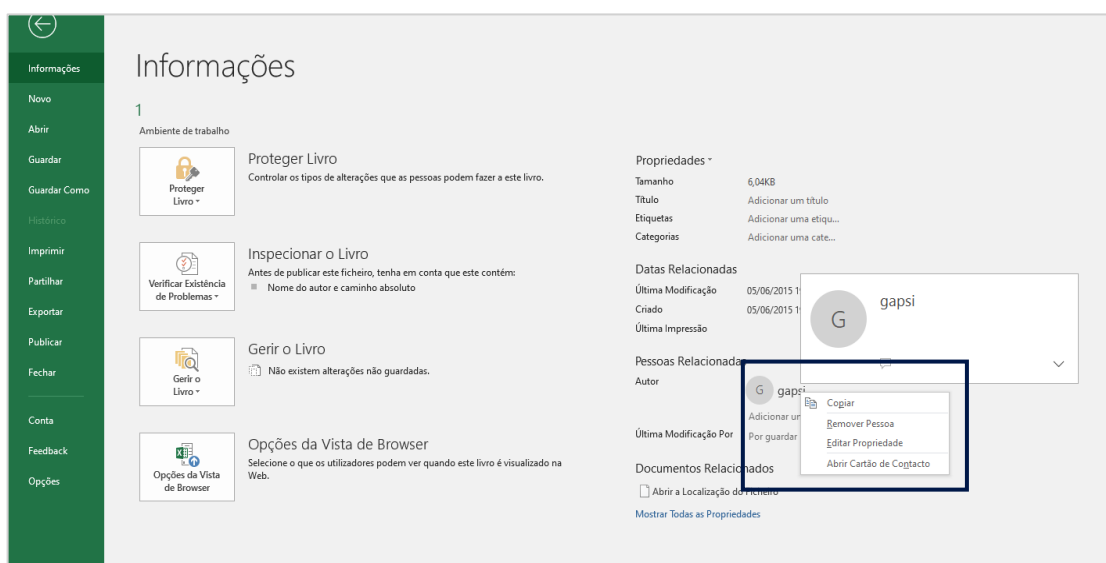 Informações
Novo
Abrir
Guardar
Guardar Como
Histórico
Imprimir
Partilhar
Exportar
Publicar
Fechar
Conta
Feedback
Opções
Informações
1
Ambiente de trabalho
Proteger
Livro
Proteger Livro
Controlar os tipos de alterações que as pessoas podem fazer a este livro.
Verificar Existência
de Problemas
Inspecionar o Livro
Antes de publicar este ficheiro, tenha em conta que este contém:
Nome do autor e caminho absoluto
Gerir o
Livro
Gerir o Livro
Não existem alterações não guardadas.
Opções da Vista
de Browser
Opções da Vista de Browser
Selecione o que os utilizadores podem ver quando este livro é visualizado na
Web.
Propriedades
Tamanho 6,04KB
Título Adicionar um título
Etiquetas Adicionar uma etiqu...
Categorias Adicionar uma cate...
Datas Relacionadas
Última Modificação 05/06/2015
Criado 05/06/2015
Última Impressão
G gapsi
Pessoas Relacionada
Autor G gapsi
Adicionar
Última Modificação Por Por guardar
Copiar
Remover Pessoa
Editar Propriedade
Abrir Cartão de Contacto
Documentos Relacionados
Abrir a Localização do Ficheiro
Mostrar Todas as Propriedades